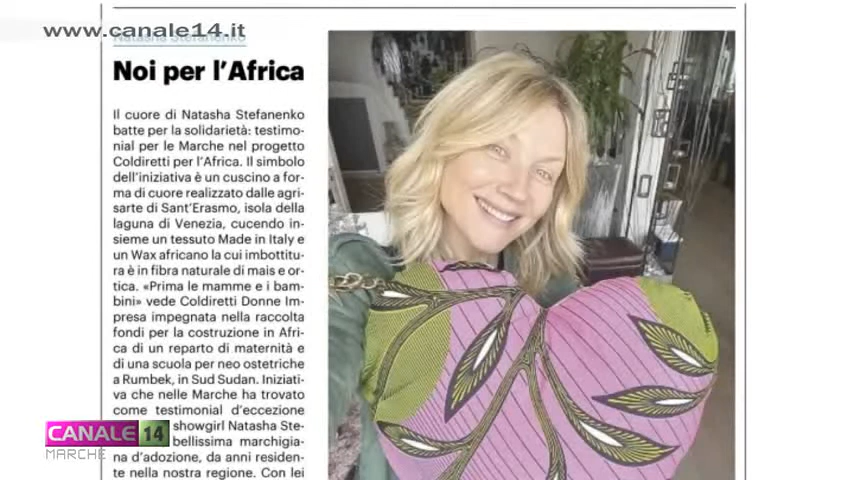 www.canale14.it
Natasha Stefanenko
Noi per l'Africa
Il cuore di Natasha Stefanenko
batte per la solidarietà: testimo-
nial per le Marche nel progetto
Coldiretti per l'Africa. Il simbolo
dell'iniziativa è un cuscino a for-
ma di cuore realizzato dalle agri-
sarte di Sant'Erasmo, isola della
laguna di Venezia, cucendo in-
sieme un tessuto Made in Italy e
un Wax africano la cui imbottitu-
ra è in fibra naturale di mais e or-
tica. «Prima le mamme e i bam-
bini» vede Coldiretti Donne Im-
presa impegnata nella raccolta
fondi per la costruzione in Afri-
ca di un reparto di maternità e
di una scuola per neo ostetriche
a Rumbek, in Sud Sudan. Iniziati-
va che nelle Marche ha trovato
come testimonial d'eccezione
showgirl Natasha Ste-
bellissima marchigia-
na d'adozione, da anni residen-
te nella nostra regione. Con lei
CANALE 14
MARCHE